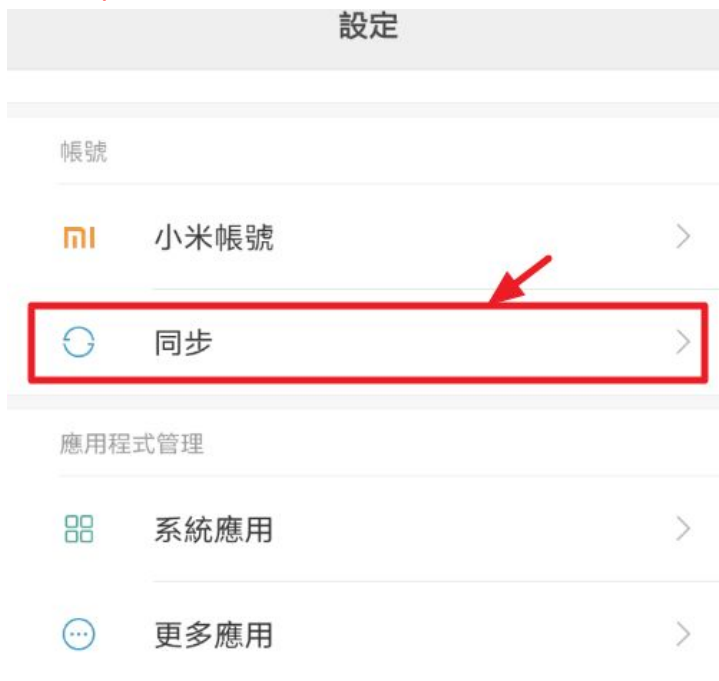 設定
帳號
小米帳號
同步
應用程式管理
系統應用
更多應用